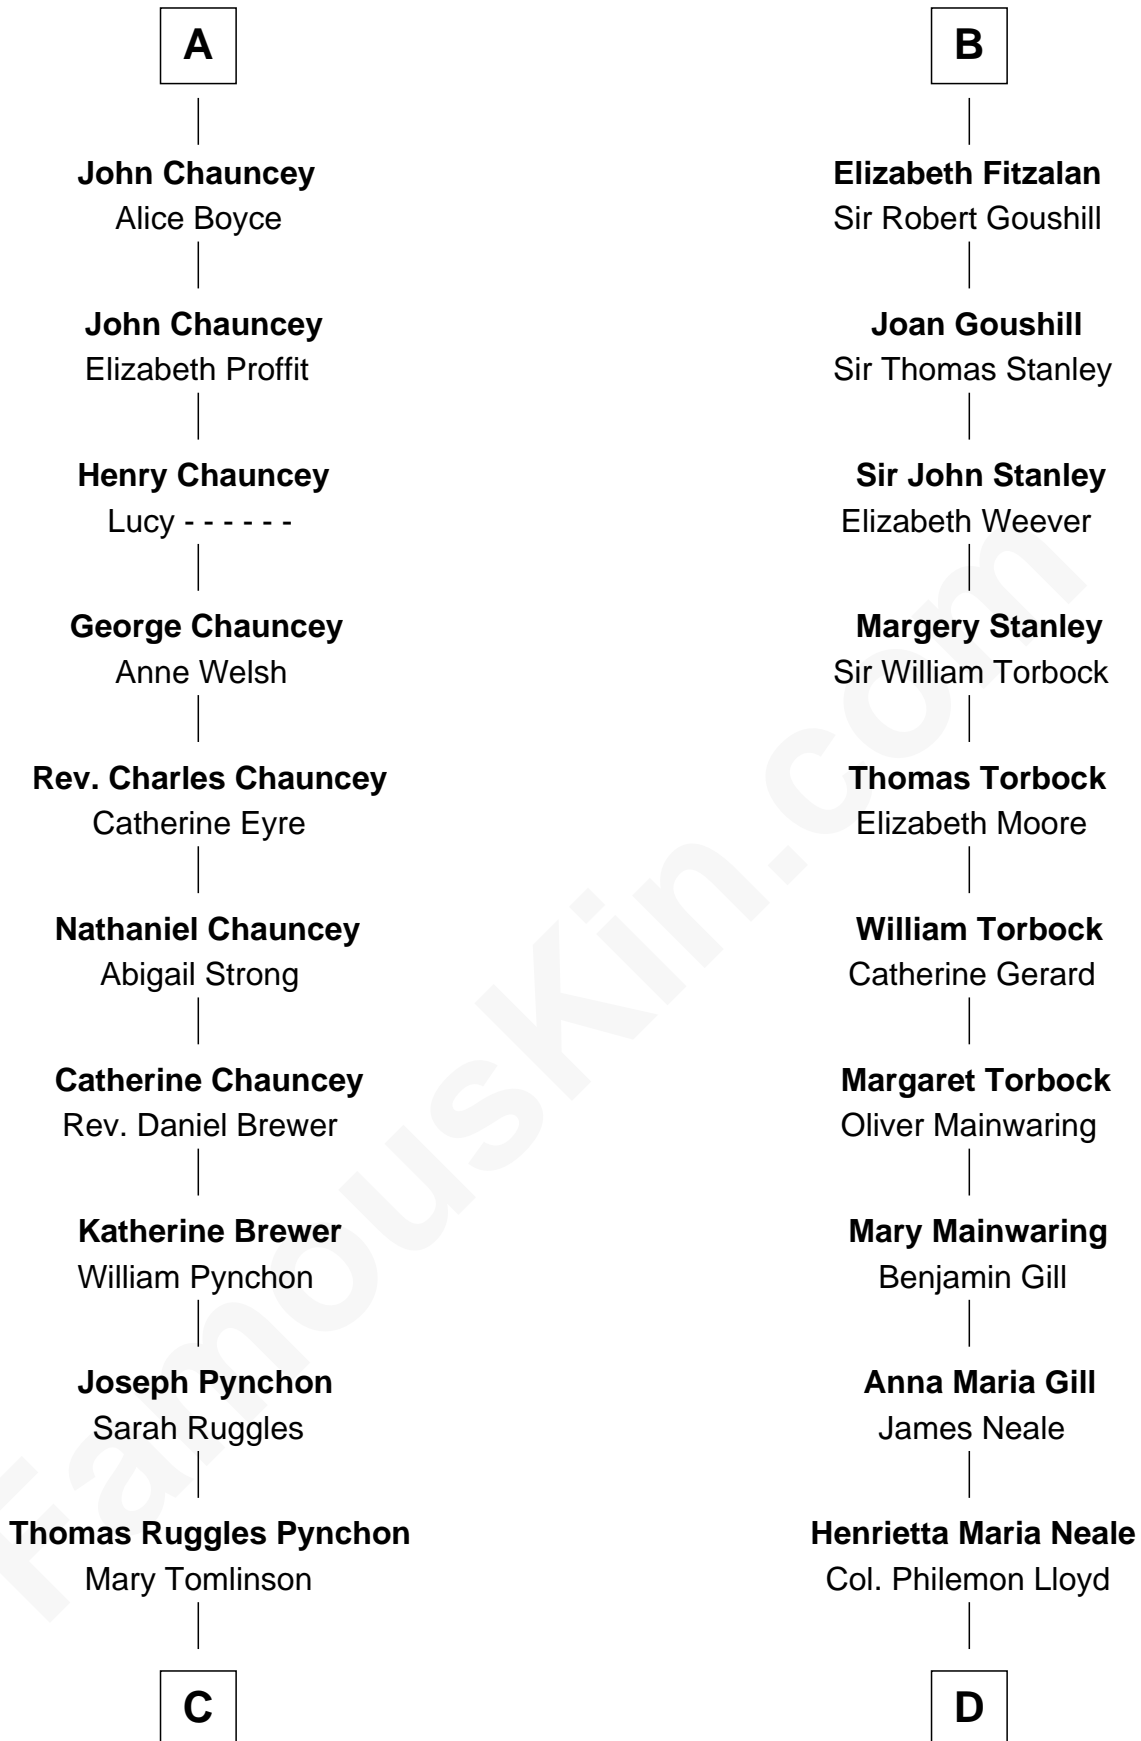 A
John Chauncey
Alice Boyce
John Chauncey
Elizabeth Proffit
Henry Chauncey
Lucy - - - - - -
George Chauncey
Anne Welsh
Rev. Charles Chauncey
Catherine Eyre
Nathaniel Chauncey
Abigail Strong
Catherine Chauncey
Rev. Daniel Brewer
Katherine Brewer
William Pynchon
Joseph Pynchon
Sarah Ruggles
Thomas Ruggles Pynchon
Mary Tomlinson
C
B
Elizabeth Fitzalan
Sir Robert Goushill
Joan Goushill
Sir Thomas Stanley
Sir John Stanley
Elizabeth Weever
Margery Stanley
Sir William Torbock
Thomas Torbock
Elizabeth Moore
William Torbock
Catherine Gerard
Margaret Torbock
Oliver Mainwaring
Mary Mainwaring
Benjamin Gill
Anna Maria Gill
James Neale
Henrietta Maria Neale
Col. Philemon Lloyd
D
FamousKin.com